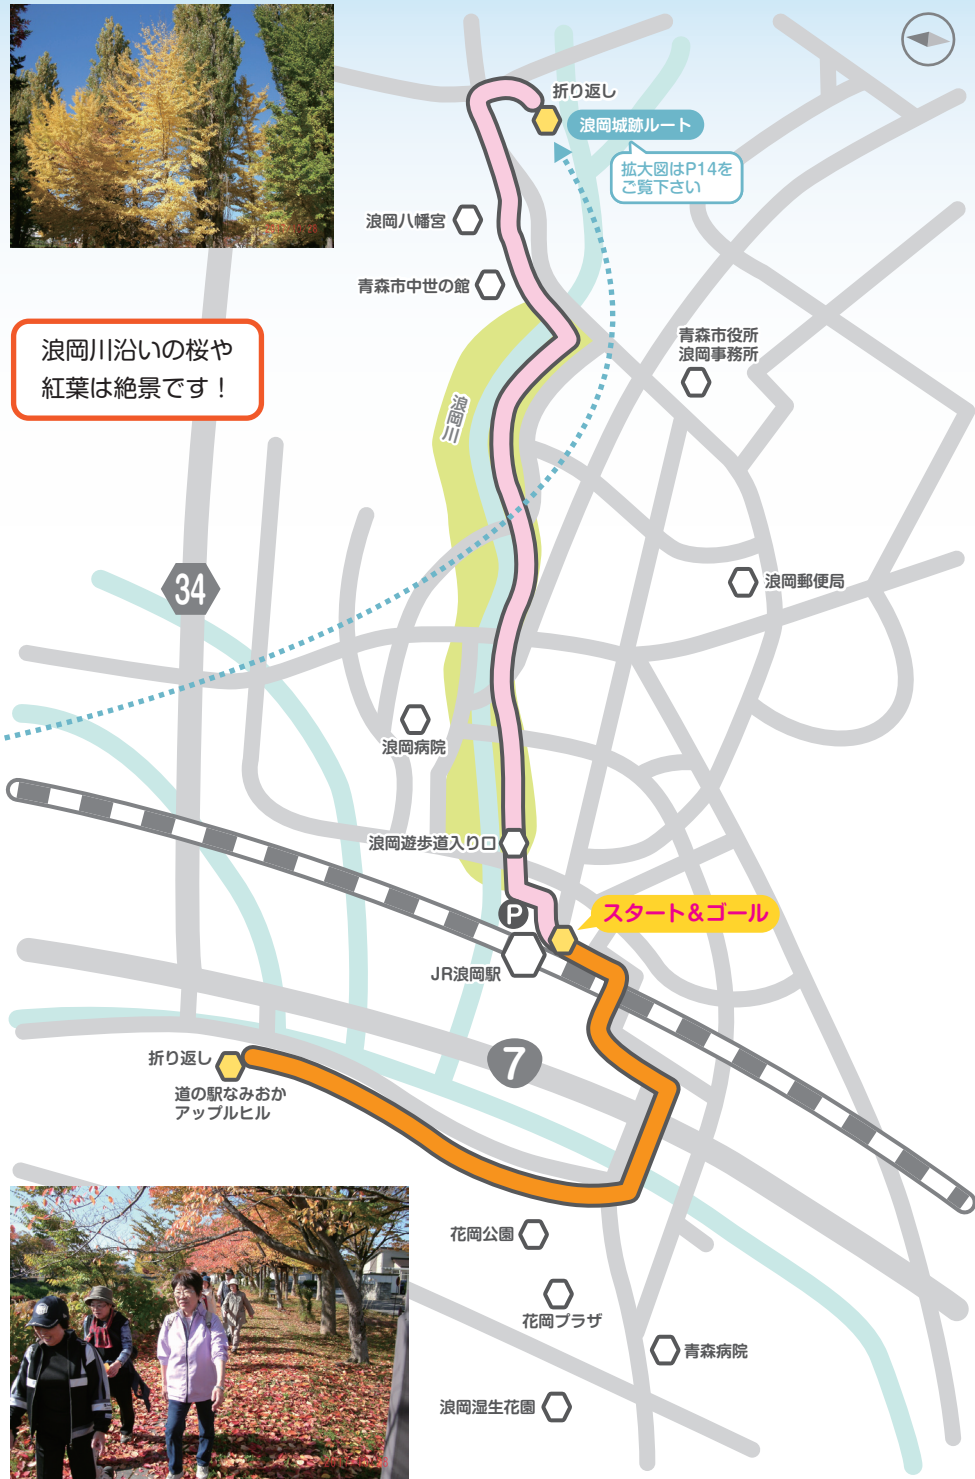 折り返し
浪岡城跡ルート
拡大図はP14を
ご覧下さい
浪岡八幡宮
青森市中世の館
青森市役所
浪岡事務所
浪岡川沿いの桜や
紅葉は絶景です！
浪岡川
34
浪岡郵便局
浪岡病院
浪岡遊歩道入り口
P
スタート&ゴール
JR浪岡駅
7
折り返し
道の駅なみおか
アップルヒル
花岡公園
花岡プラザ
青森病院
浪岡湿生花園